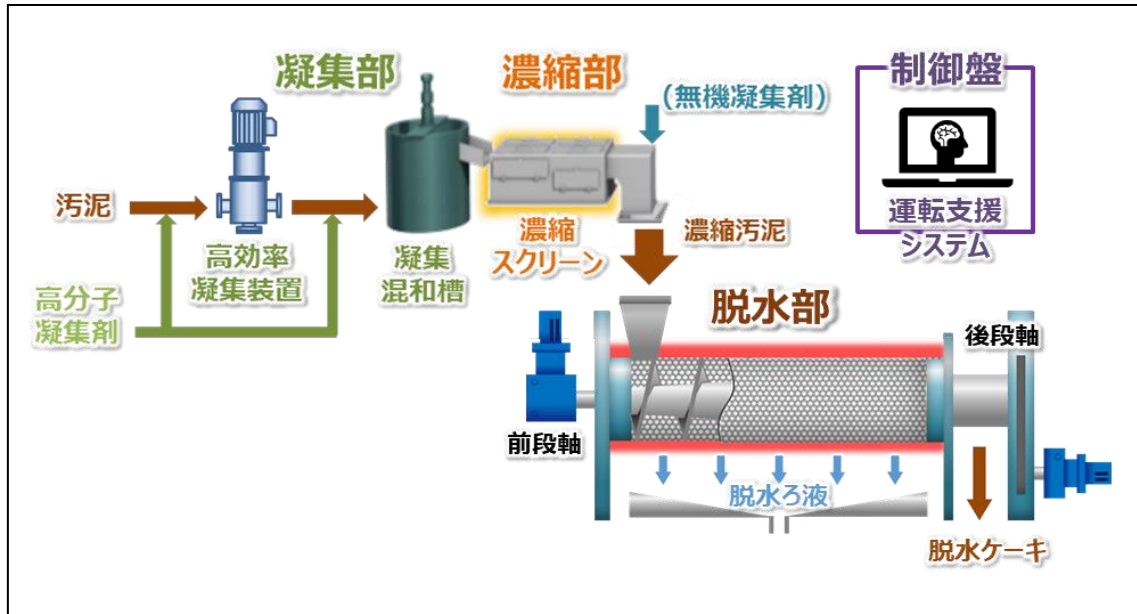 凝集部
濃縮部
(無機凝集剤)
制御盤
汚泥
高効率
凝集装置
凝集
混和槽
濃縮
スクリーン
濃縮汚泥
運転支援
システム
高分子
凝集剤
脱水部
後段軸
前段軸
脱水ろ液
脱水ケーキ